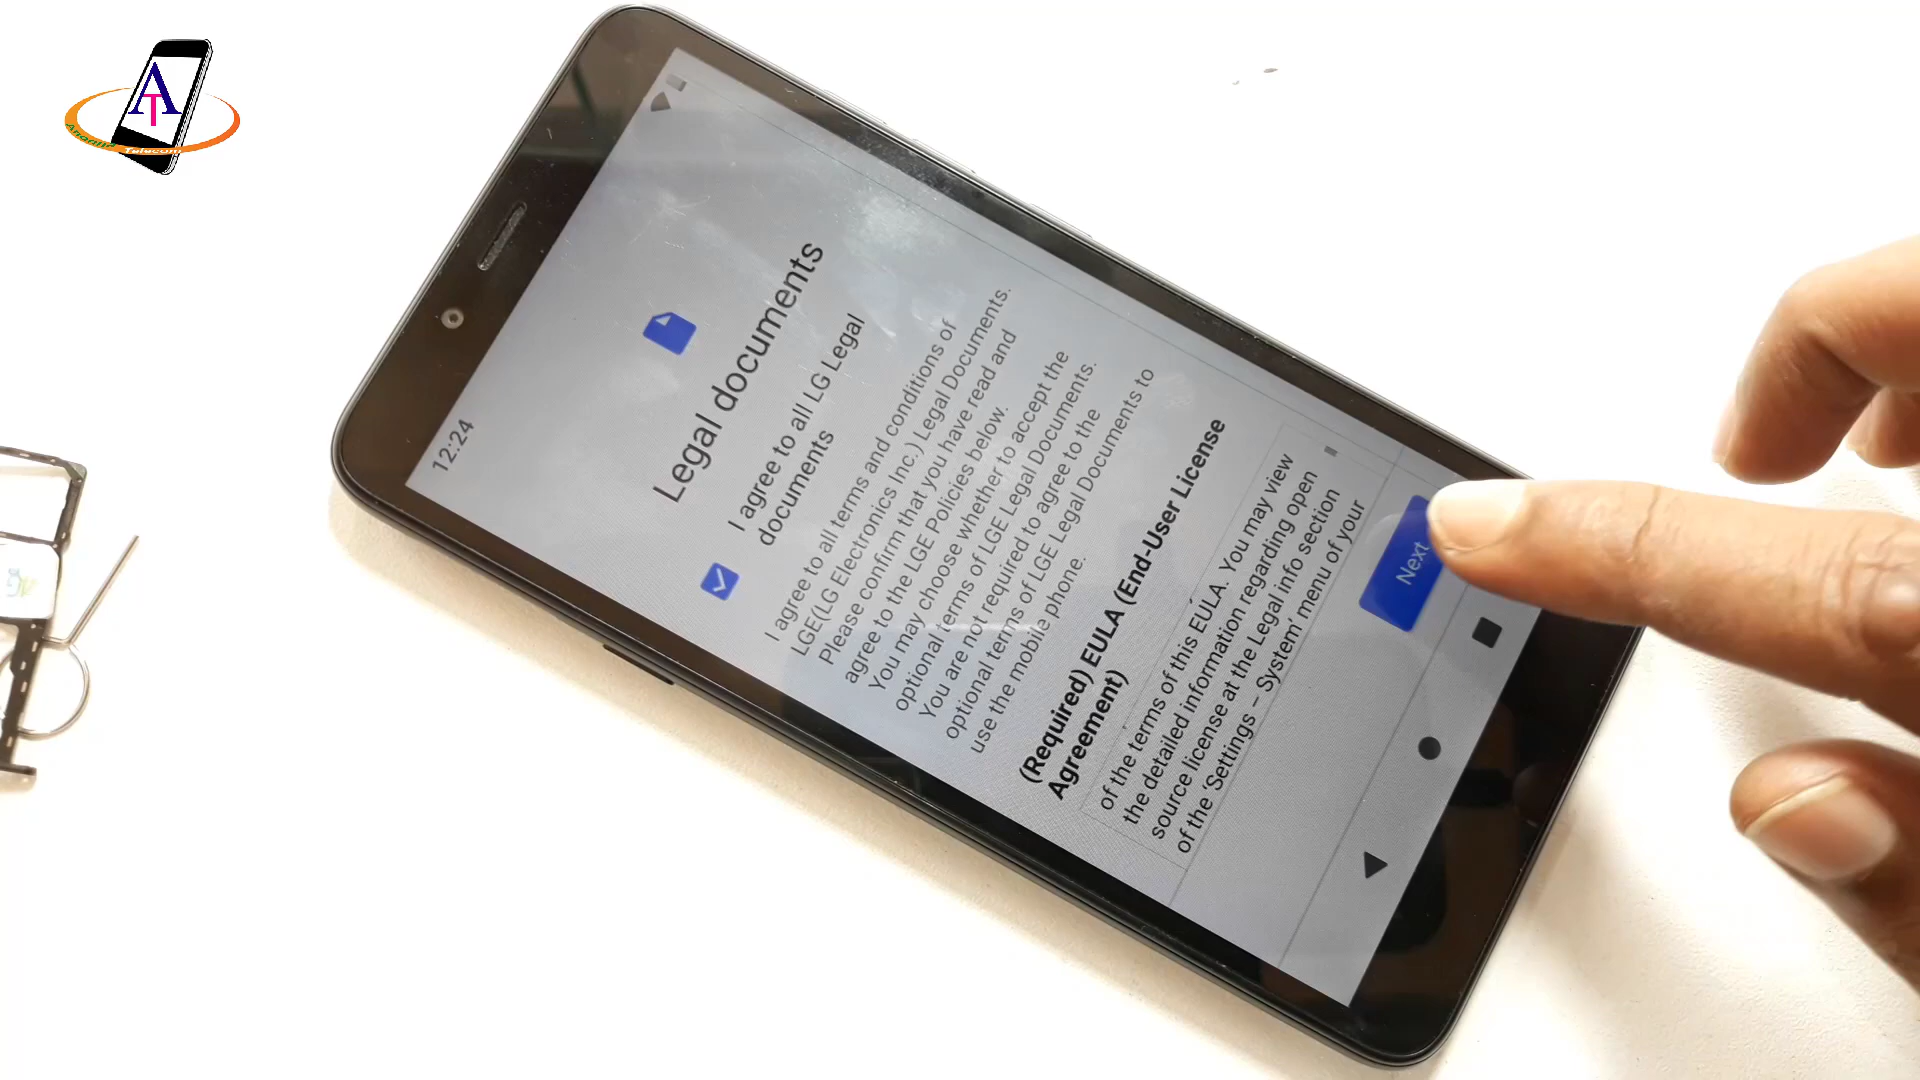 AT
Telecom
12:24
Legal documents
I agree to all LG Legal
documents
I agree to all terms and conditions of
LGE(LG Electronics Inc.) Legal Documents.
Please confirm that you have read and
agree to the LGE Policies below.
You may choose whether to accept the
optional terms of LGE Legal Documents.
You are not required to agree to the
optional terms of LGE Legal Documents to
use the mobile phone.
(Required) EULA (End-User License
Agreement)
of the terms of this EULA. You may view
the detailed information regarding open
source license at the Legal info section
of the 'Settings – System' menu of your
Next